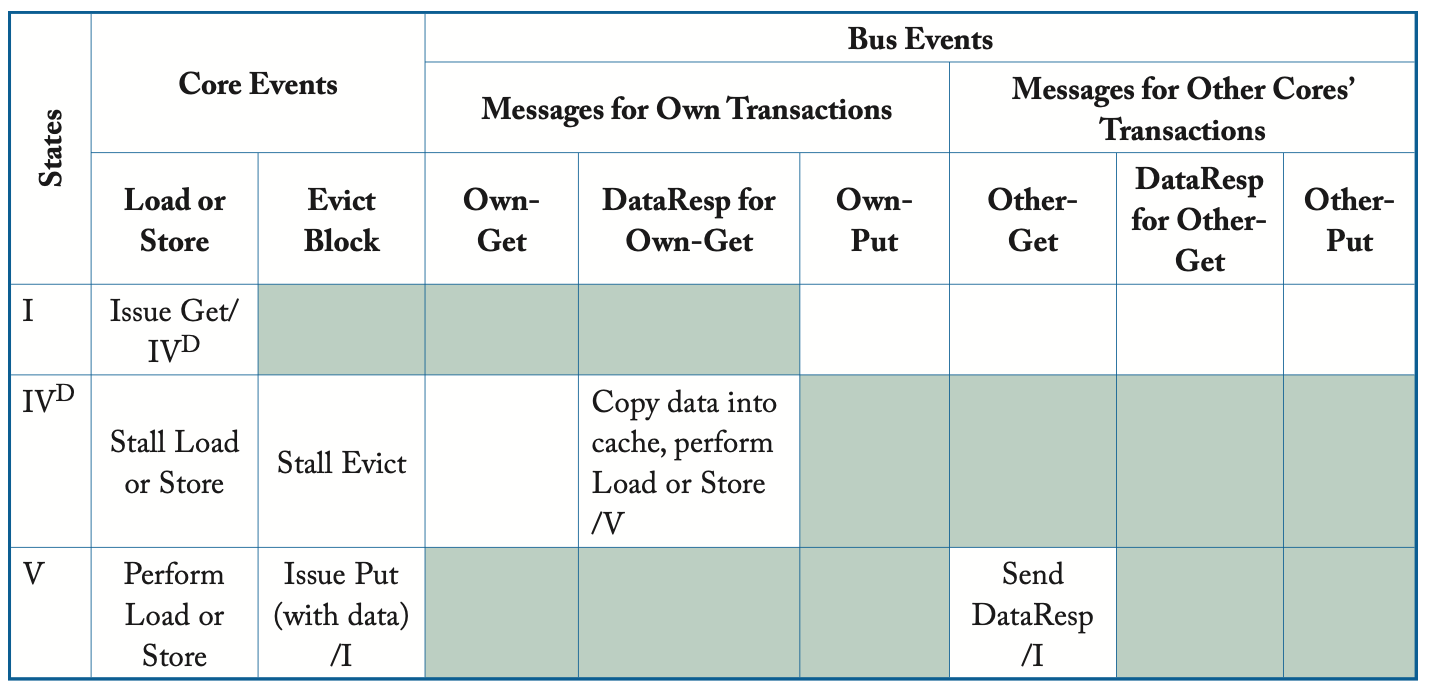 States
Core Events
Bus Events
Messages for Own Transactions
Messages for Other Cores’
Transactions
Load or
Store
Evict
Block
Own-
Get
DataResp for
Own-Get
Own-
Put
Other-
Get
DataResp
for Other-
Get
Other-
Put
I
Issue Get/
IVᴰ
IVᴰ
Stall Load
or Store
Stall Evict
Copy data into
cache, perform
Load or Store
/V
V
Perform
Load or
Store
Issue Put
(with data)
/I
Send
DataResp
/I